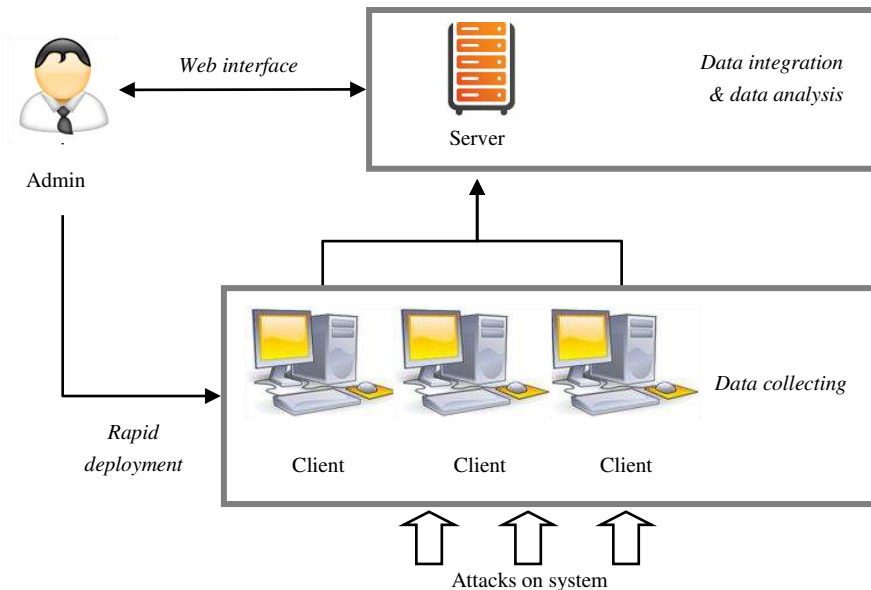 Web interface
Data integration
& data analysis
Server
Admin
Data collecting
Rapid
deployment
Client
Client
Client
Attacks on system